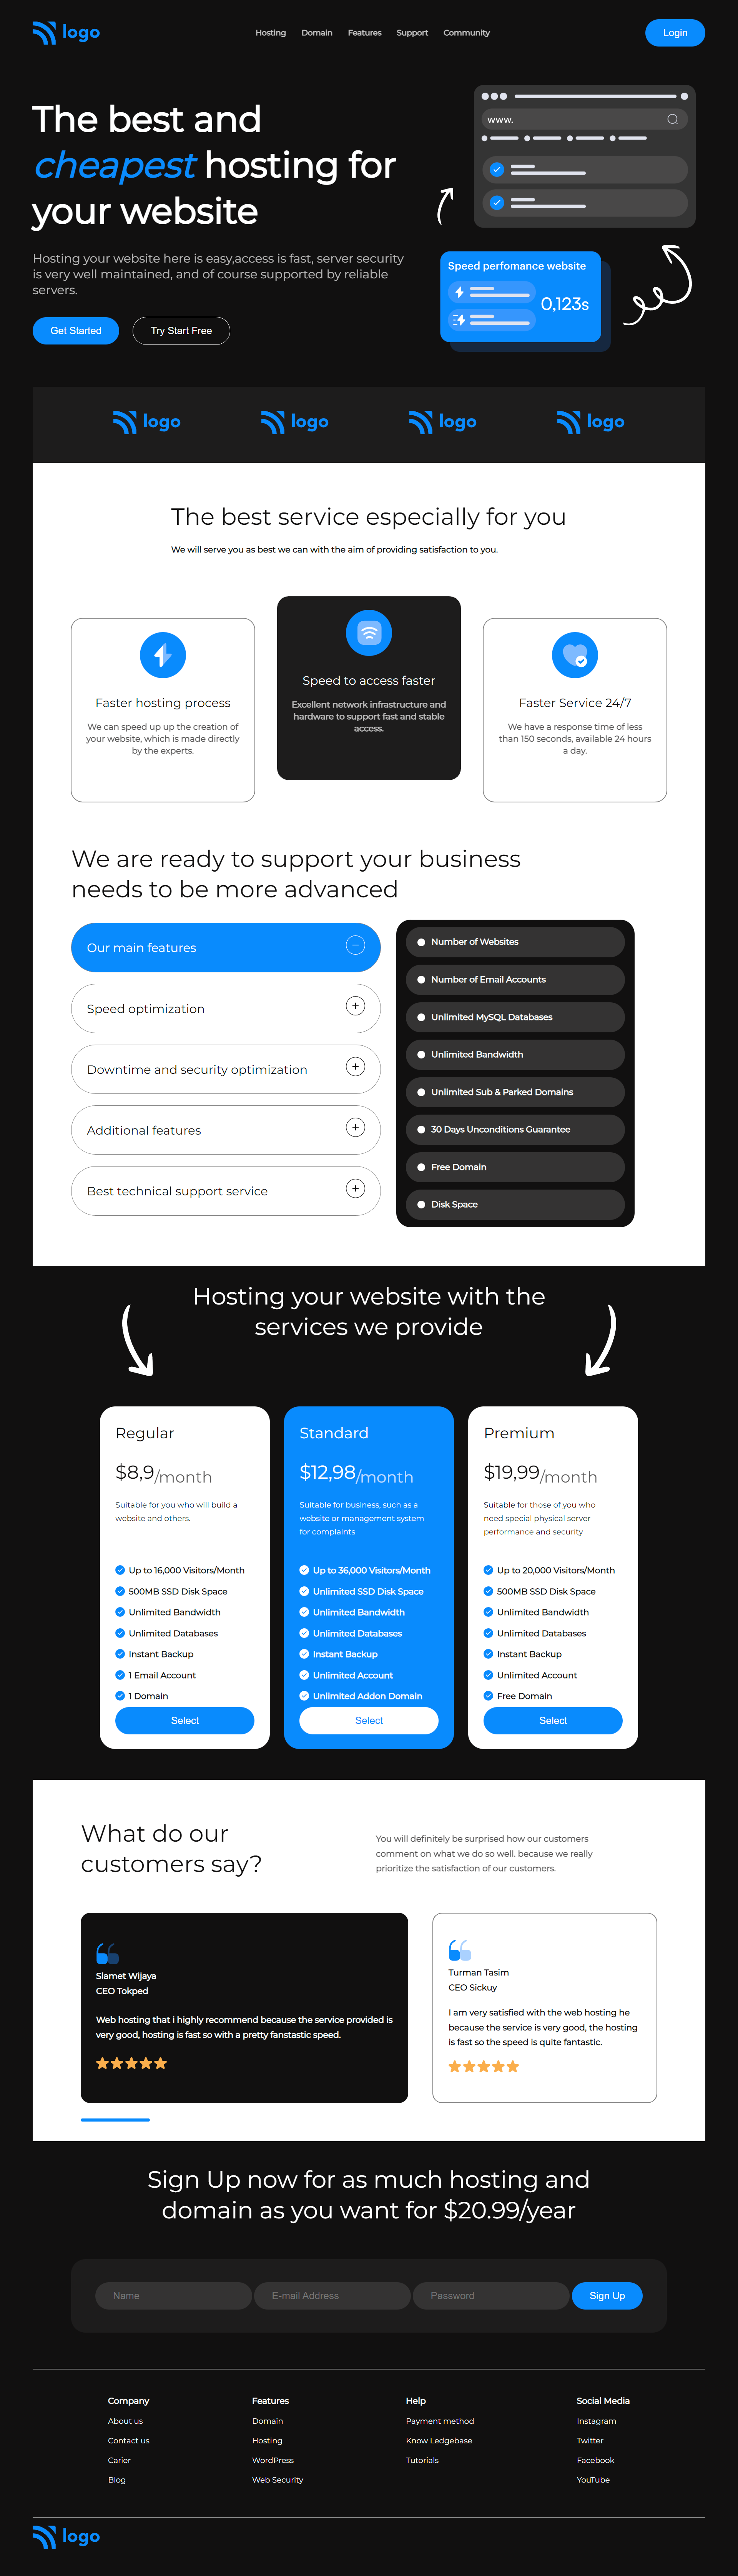 logo
Hosting Domain Features Support Community
Login
The best and
cheapest hosting for
your website
Hosting your website here is easy,access is fast, server security
is very well maintained, and of course supported by reliable
servers.
Get Started
Try Start Free
www.
Speed perfomance website
0,123s
logo
logo
logo
logo
The best service especially for you
We will serve you as best we can with the aim of providing satisfaction to you.
Faster hosting process
We can speed up up the creation of
your website, which is made directly
by the experts.
Speed to access faster
Excellent network infrastructure and
hardware to support fast and stable
access.
Faster Service 24/7
We have a response time of less
than 150 seconds, available 24 hours
a day.
We are ready to support your business
needs to be more advanced
Our main features
Speed optimization
Downtime and security optimization
Additional features
Best technical support service
Number of Websites
Number of Email Accounts
Unlimited MySQL Databases
Unlimited Bandwidth
Unlimited Sub & Parked Domains
30 Days Unconditions Guarantee
Free Domain
Disk Space
Hosting your website with the
services we provide
Regular
$8,9/month
Suitable for you who will build a
website and others.
Up to 16,000 Visitors/Month
500MB SSD Disk Space
Unlimited Bandwidth
Unlimited Databases
Instant Backup
1 Email Account
1 Domain
Select
Standard
$12,98/month
Suitable for business, such as a
website or management system
for complaints
Up to 36,000 Visitors/Month
Unlimited SSD Disk Space
Unlimited Bandwidth
Unlimited Databases
Instant Backup
Unlimited Account
Unlimited Addon Domain
Select
Premium
$19,99/month
Suitable for those of you who
need special physical server
performance and security
Up to 20,000 Visitors/Month
500MB SSD Disk Space
Unlimited Bandwidth
Unlimited Databases
Instant Backup
Unlimited Account
Free Domain
Select
What do our
customers say?
You will definitely be surprised how our customers
comment on what we do so well. because we really
prioritize the satisfaction of our customers.
Slamet Wijaya
CEO Tokped
Web hosting that i highly recommend because the service provided is
very good, hosting is fast so with a pretty fanstastic speed.
Turman Tasim
CEO Sickuy
I am very satisfied with the web hosting he
because the service is very good, the hosting
is fast so the speed is quite fantastic.
Sign Up now for as much hosting and
domain as you want for $20.99/year
Name
E-mail Address
Password
Sign Up
Company
About us
Contact us
Carier
Blog
Features
Domain
Hosting
WordPress
Web Security
Help
Payment method
Know Ledgebase
Tutorials
Social Media
Instagram
Twitter
Facebook
YouTube
logo